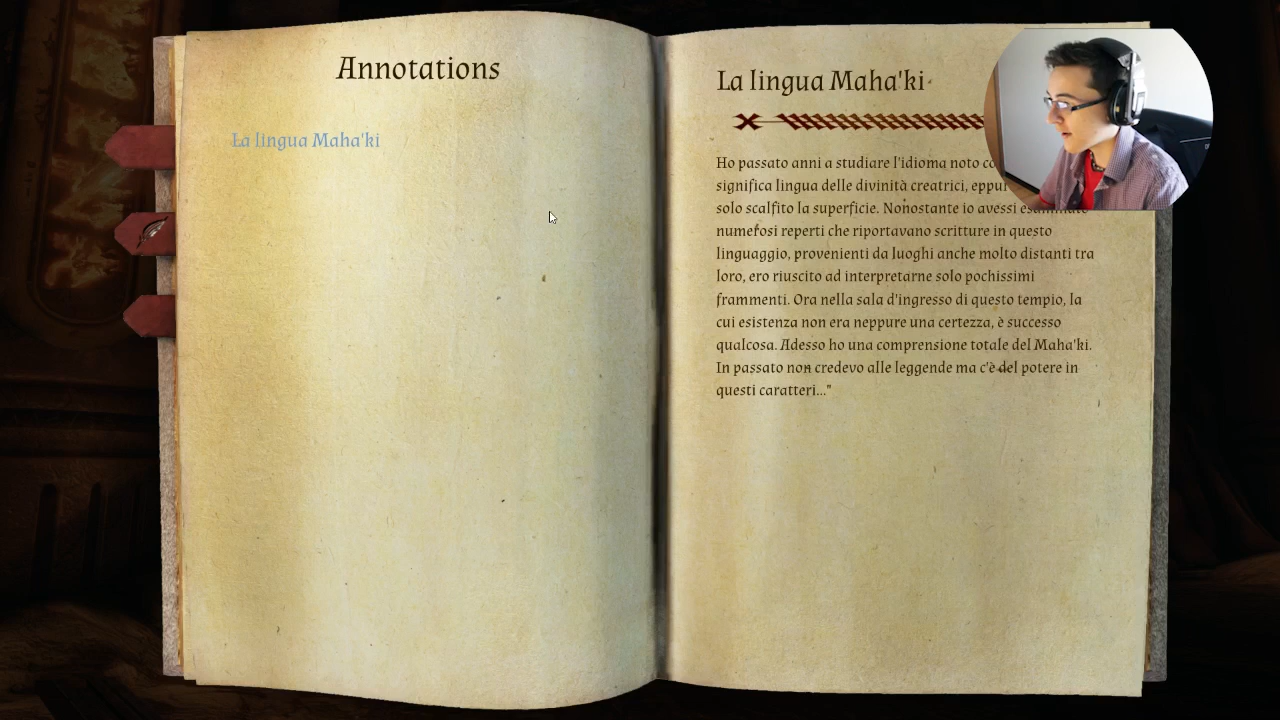 Annotations
La lingua Maha'ki
La lingua Maha'ki
Ho passato anni a studiare l'idioma noto
significa lingua delle divinità creatrici,
solo scalfito la superficie. Nonostante io avessi esaminato
numerosi reperti che riportavano scritture in questo
linguaggio, provenienti da luoghi anche molto distanti tra
loro, ero riuscito ad interpretarne solo pochissimi
frammenti. Ora nella sala d'ingresso di questo tempio, la
cui esistenza non era neppure una certezza, è successo
qualcosa. Adesso ho una comprensione totale del Maha'ki.
In passato non credevo alle leggende ma c'è del potere in
questi caratteri..."